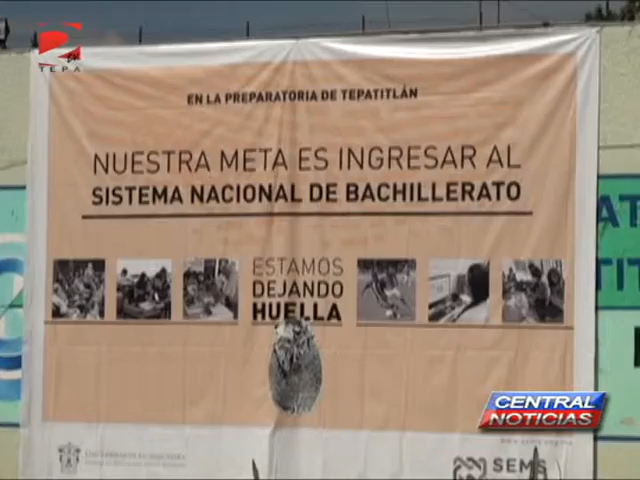 TEPA
EN LA PREPARATORIA DE TEPATITLÁN
NUESTRA META ES INGRESAR AL
SISTEMA NACIONAL DE BACHILLERATO
ESTAMOS
DEJANDO
HUELLA
CENTRAL
NOTICIAS
SEMS